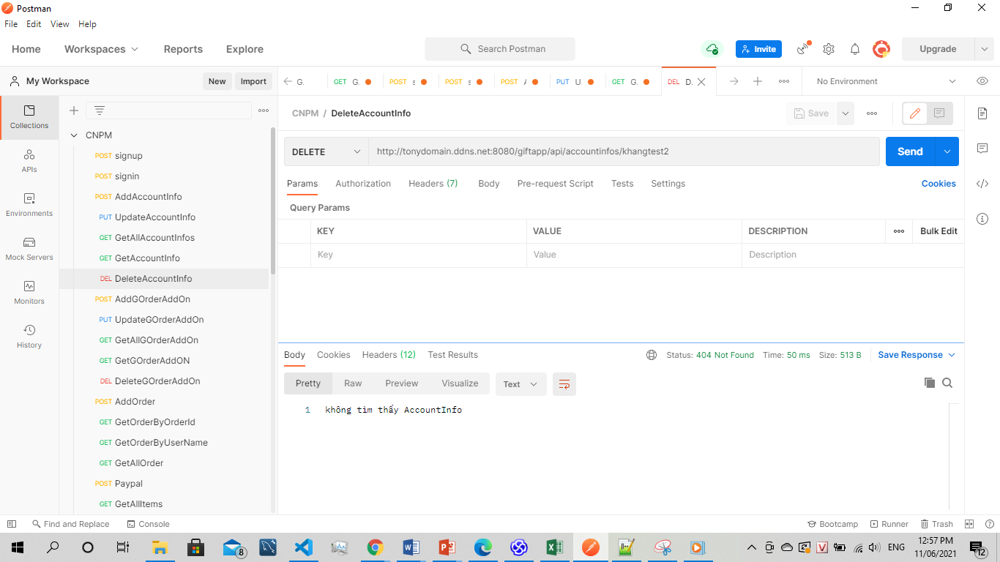 Postman
File Edit View Help
Home Workspaces Reports Explore Search Postman Invite Upgrade
My Workspace New Import
G. GET G. POST s POST s POST A PUT U. GET G. DEL D. No Environment
Collections
APIs
Environments
Mock Servers
Monitors
History
CNPM
POST signup
POST signin
POST AddAccountInfo
PUT UpdateAccountInfo
GET GetAllAccountInfos
GET GetAccountInfo
DEL DeleteAccountInfo
POST AddGOrderAddOn
PUT UpdateGOrderAddOn
GET GetAllGOrderAddOn
GET GetGOrderAddON
DEL DeleteGOrderAddOn
POST AddOrder
GET GetOrderByOrderId
GET GetOrderByUserName
GET GetAllOrder
POST Paypal
GET GetAllItems
CNPM / DeleteAccountInfo Save
DELETE http://tonydomain.ddns.net:8080/giftapp/api/accountinfos/khangtest2 Send
Params Authorization Headers (7) Body Pre-request Script Tests Settings Cookies
Query Params
KEY VALUE DESCRIPTION Bulk Edit
Key Value Description
Body Cookies Headers (12) Test Results Status: 404 Not Found Time: 50 ms Size: 513 B Save Response
Pretty Raw Preview Visualize Text
1 không tìm thấy AccountInfo
Find and Replace Console Bootcamp Runner Trash
8 ENG 12:57 PM
11/06/2021 12